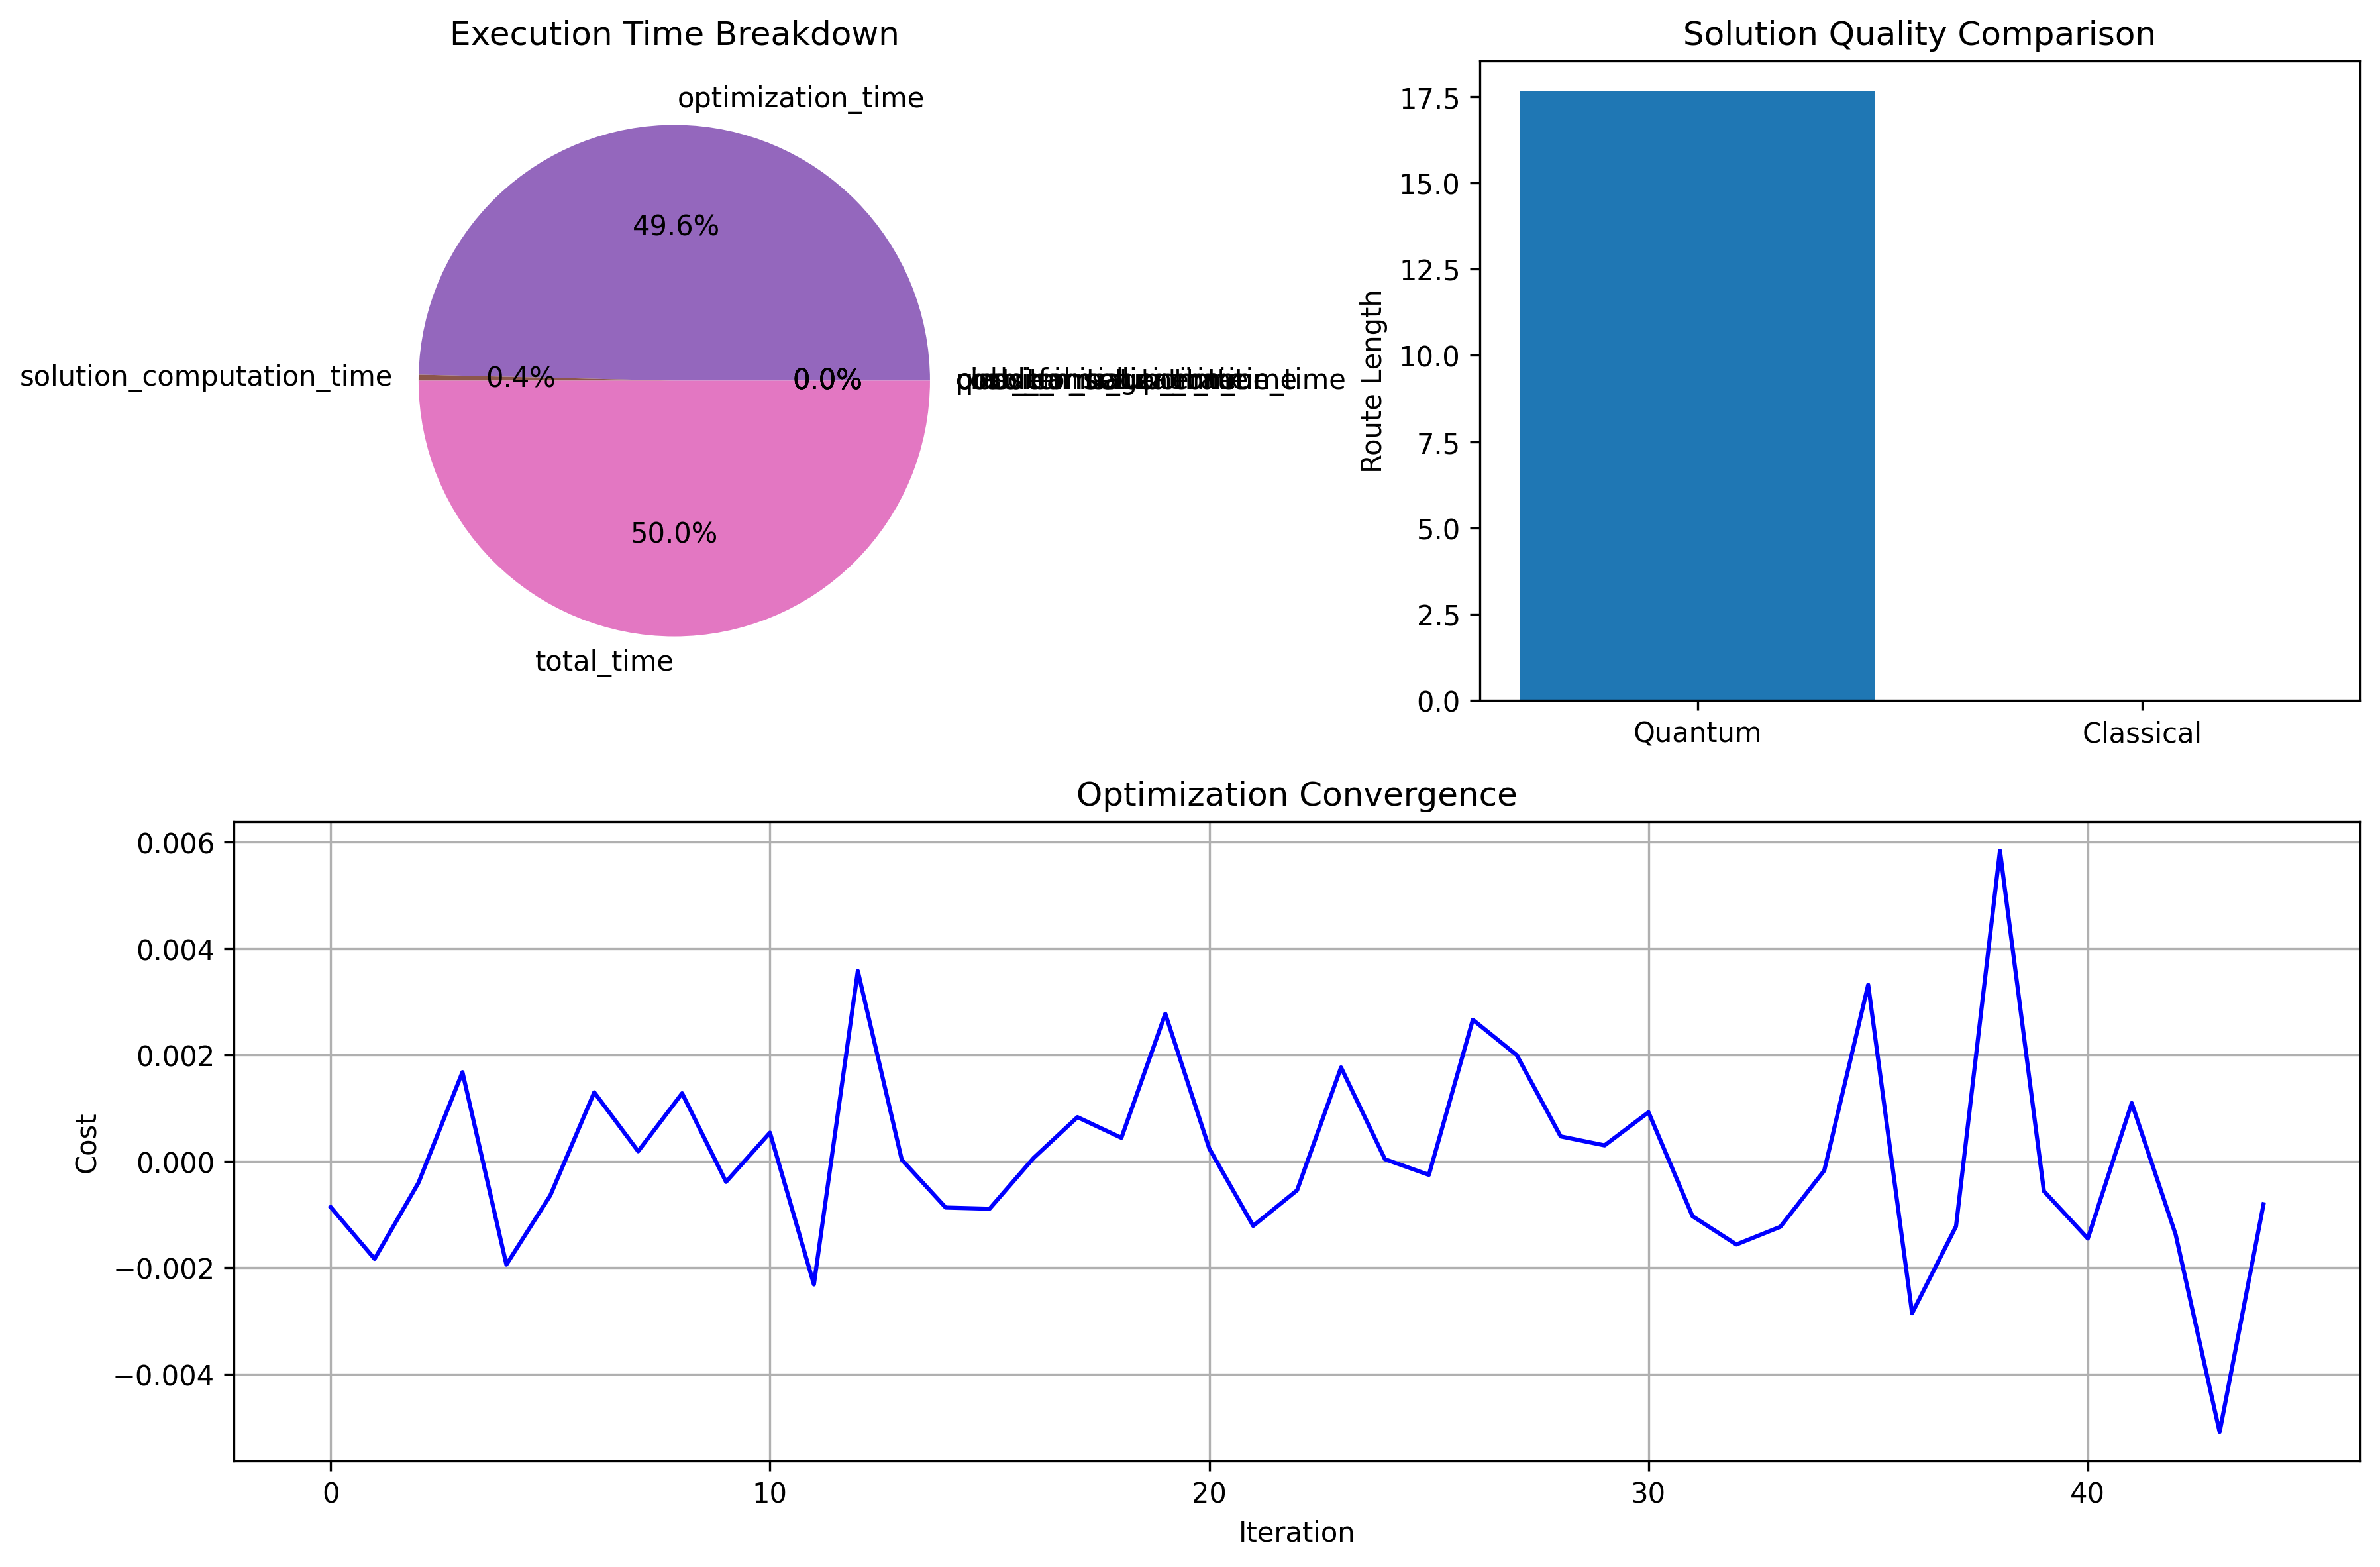 Execution Time Breakdown
optimization_time
49.6%
solution_computation_time
0.4%
0.0%
50.0%
total_time
Solution Quality Comparison
17.5
15.0
12.5
10.0
7.5
5.0
2.5
0.0
Route Length
Quantum
Classical
Optimization Convergence
0.006
0.004
0.002
0.000
−0.002
−0.004
Cost
0
10
20
30
40
Iteration